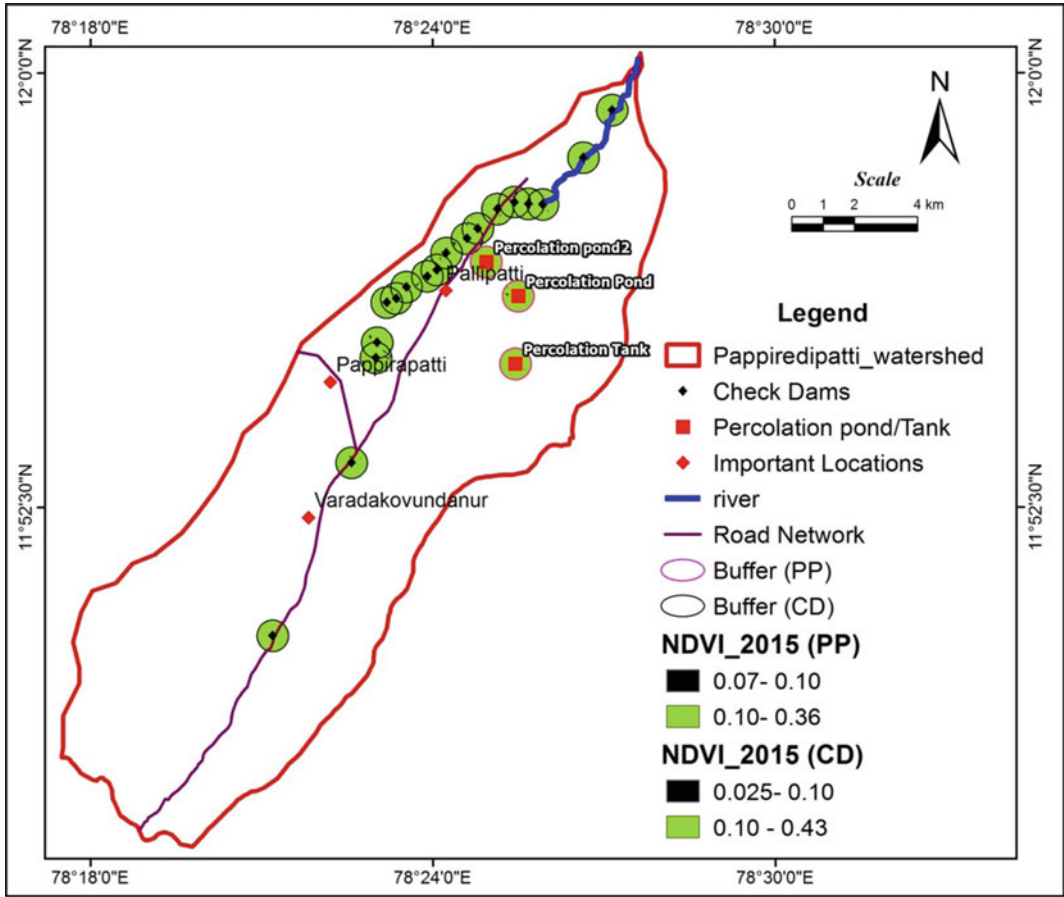 78°18'0"E 78°24'0"E 78°30'0"E
12°0'0"N
12°0'0"N
N
Scale
0 1 2 4 km
Percolation pond2
Pallipatti
Percolation Pond
Percolation Tank
Pappirapatti
Varadakovundanur
11°52'30"N
11°52'30"N
Legend
Pappiredipatti_watershed
Check Dams
Percolation pond/Tank
Important Locations
river
Road Network
Buffer (PP)
Buffer (CD)
NDVI_2015 (PP)
0.07- 0.10
0.10- 0.36
NDVI_2015 (CD)
0.025- 0.10
0.10 - 0.43
78°18'0"E 78°24'0"E 78°30'0"E